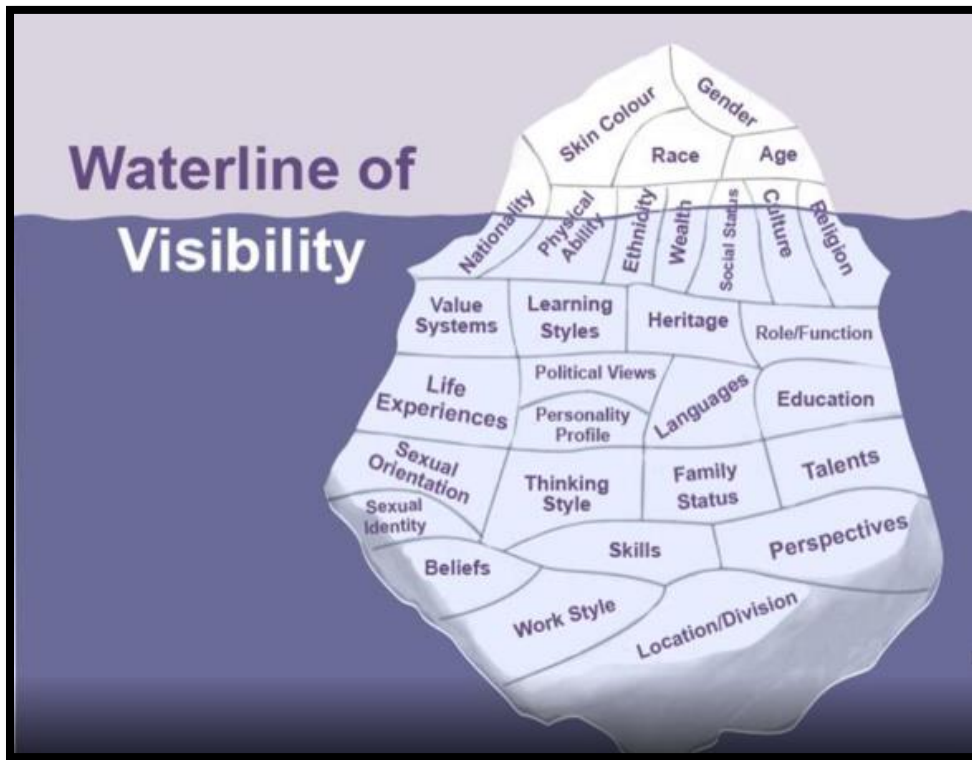 Waterline of
Visibility
Skin Colour
Gender
Race
Age
Nationality
Physical
Ability
Ethnidity
Wealth
Social Status
Culture
Religion
Value
Systems
Learning
Styles
Heritage
Role/Function
Life
Experiences
Political Views
Personality
Profile
Languages
Education
Sexual
Orientation
Thinking
Style
Family
Status
Talents
Sexual
Identity
Beliefs
Skills
Perspectives
Work Style
Location/Division